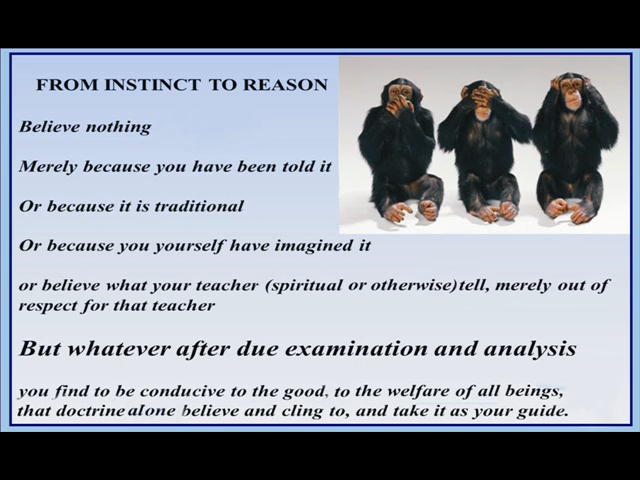 FROM INSTINCT TO REASON
Believe nothing
Merely because you have been told it
Or because it is traditional
Or because you yourself have imagined it
or believe what your teacher (spiritual or otherwise)tell, merely out of
respect for that teacher
But whatever after due examination and analysis
you find to be conducive to the good, to the welfare of all beings,
that doctrine alone believe and cling to, and take it as your guide.